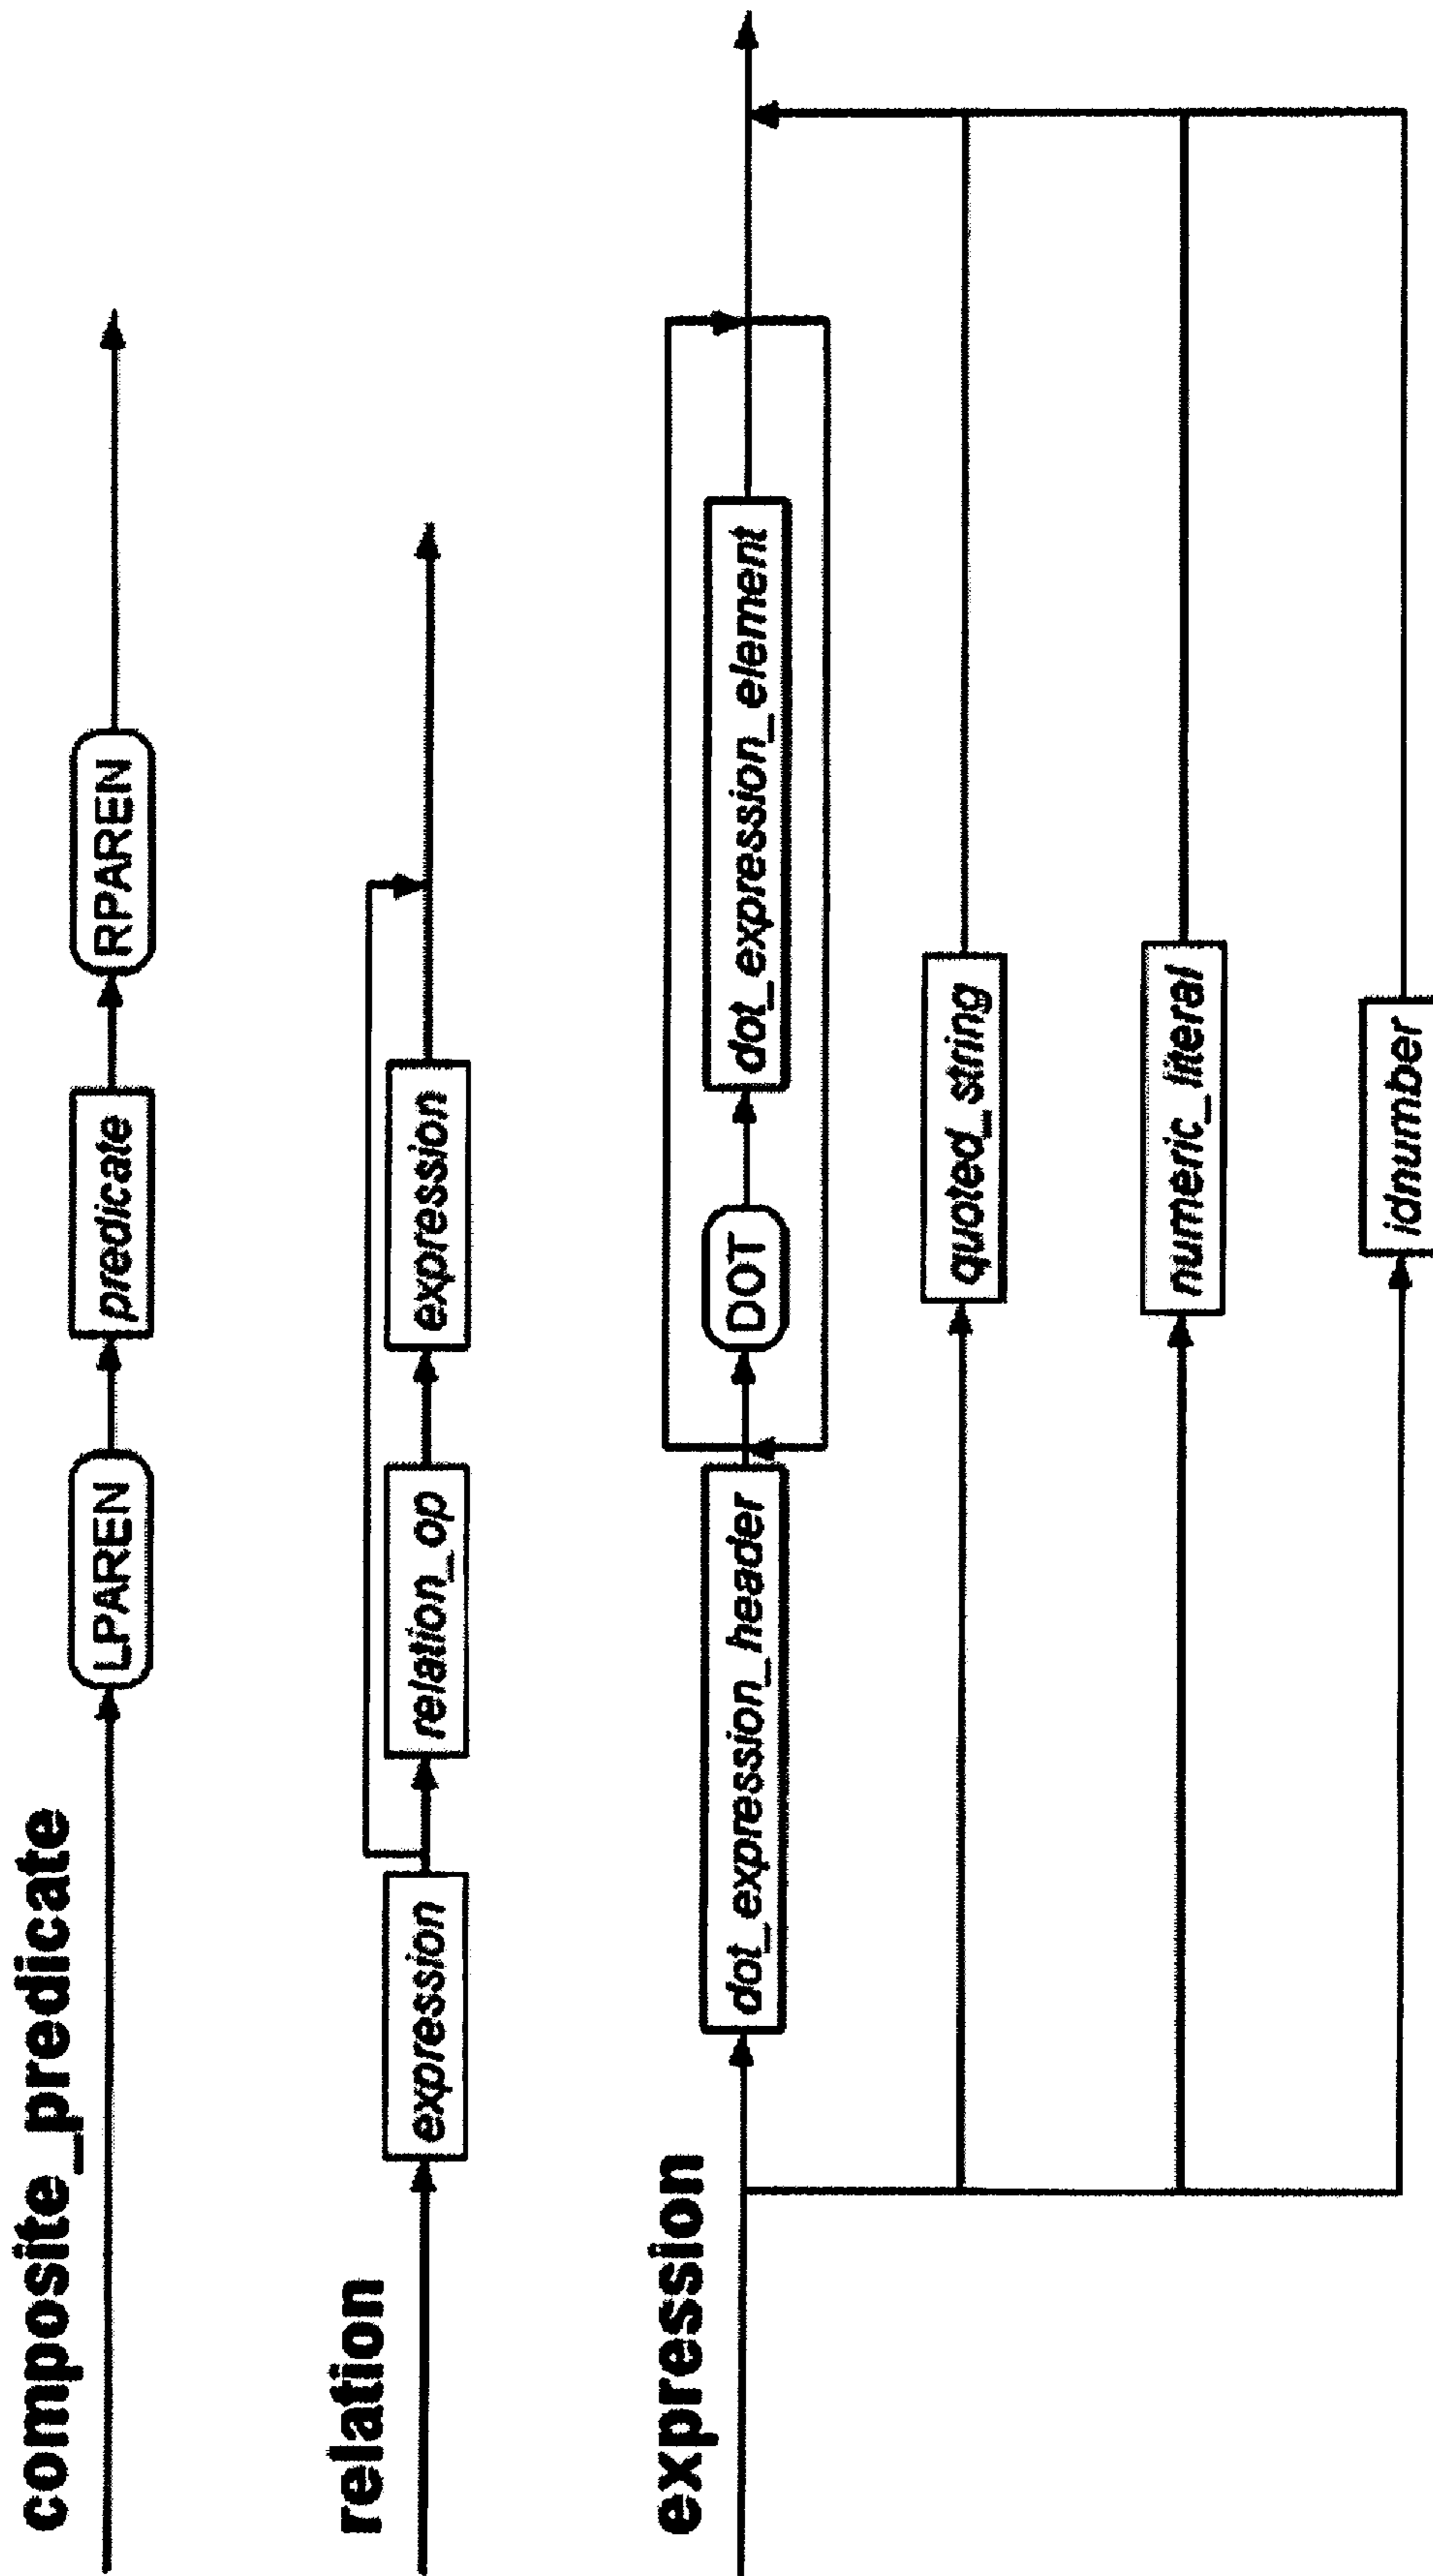 composite_predicate
LPAREN
predicate
RPAREN
relation
expression
relation_op
expression
expression
dot_expression_header
DOT
dot_expression_element
quoted_string
numeric_literal
idnumber